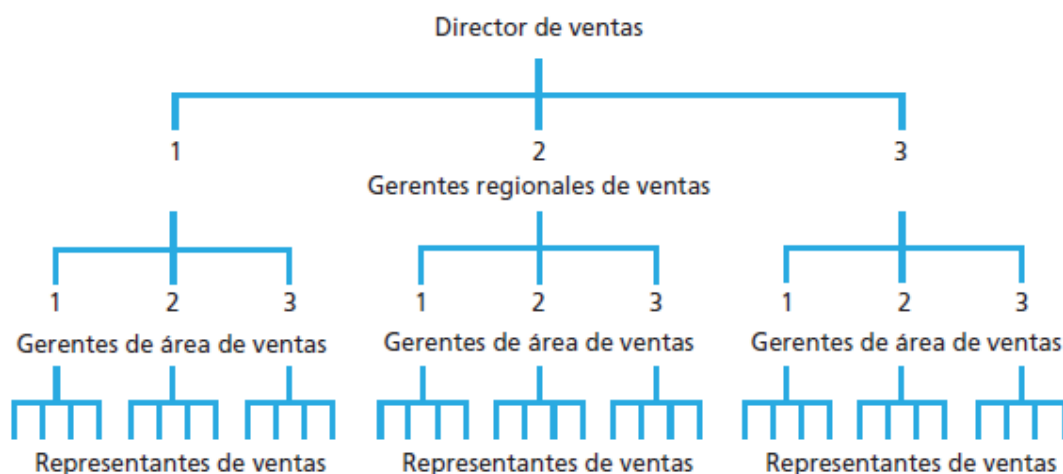 Director de ventas
1 2 3
Gerentes regionales de ventas
1 2 3 1 2 3 1 2 3
Gerentes de área de ventas Gerentes de área de ventas Gerentes de área de ventas
Representantes de ventas Representantes de ventas Representantes de ventas